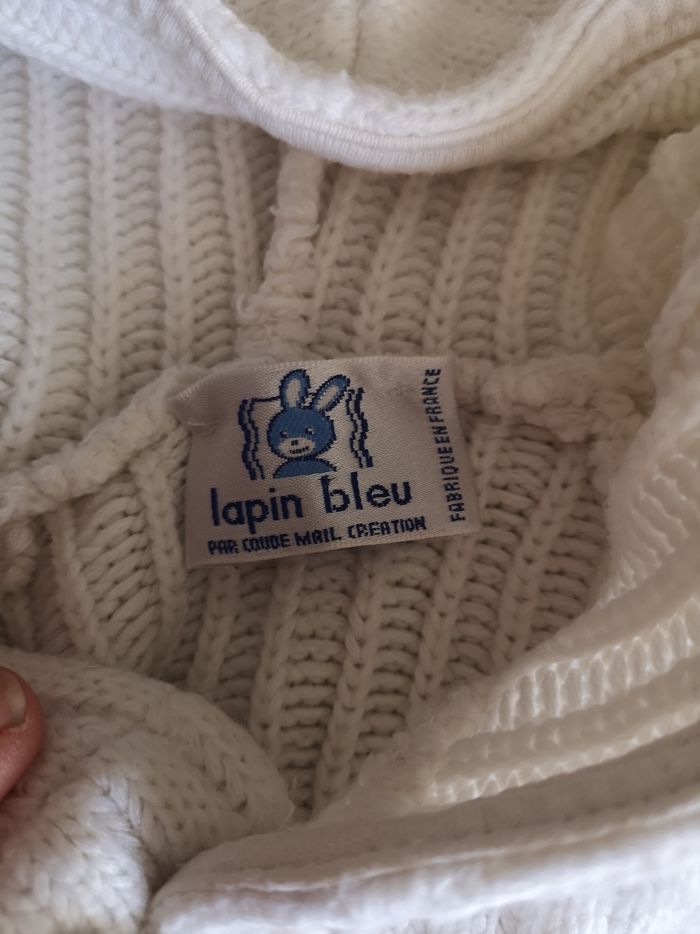 lapin bleu
PAR COUDE MAIL CREATION
FABRIQUE EN FRANCE